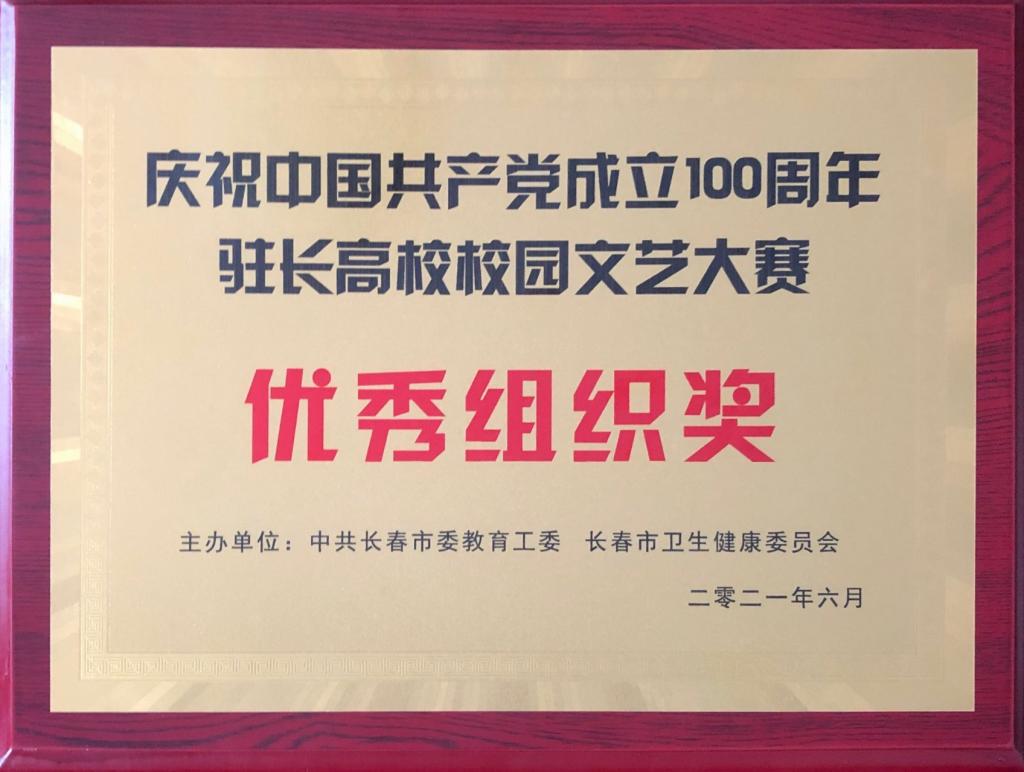 庆祝中国共产党成立100周年
驻长高校校园文艺大赛
优秀组织奖
主办单位：中共长春市委教育工委 长春市卫生健康委员会
二零二一年六月